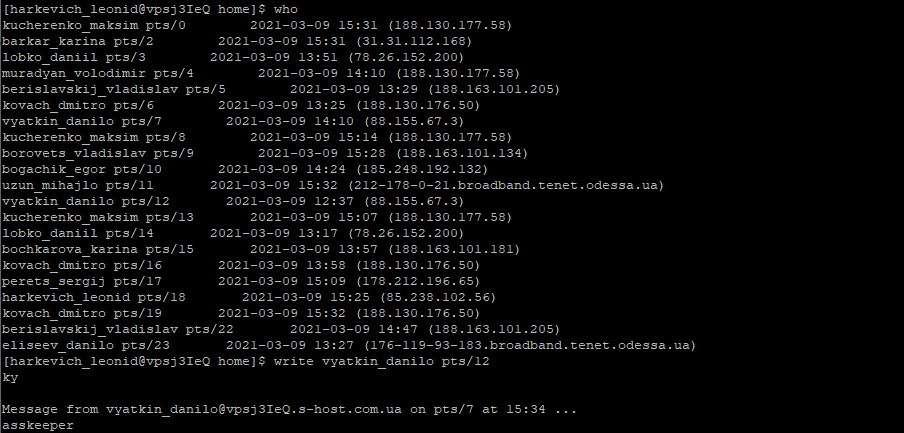 [harkevich_leonid@vpsj3IeQ home]$ who
kucherenko_maksim pts/0        2021-03-09 15:31 (188.130.177.58)
barkar_karina pts/2         2021-03-09 15:31 (31.31.112.168)
lobko_daniil pts/3        2021-03-09 13:51 (78.26.152.200)
muradyan_volodimir pts/4        2021-03-09 14:10 (188.130.177.58)
berislavskij_vladislav pts/5        2021-03-09 13:29 (188.163.101.205)
kovach_dmitro pts/6        2021-03-09 13:25 (188.130.176.50)
vyatkin_danilo pts/7        2021-03-09 14:10 (88.155.67.3)
kucherenko_maksim pts/8        2021-03-09 15:14 (188.130.177.58)
borovets_vladislav pts/9        2021-03-09 15:28 (188.163.101.134)
bogachik_egor pts/10       2021-03-09 14:24 (185.248.192.132)
uzun_mihajlo pts/11       2021-03-09 15:32 (212-178-0-21.broadband.tenet.odessa.ua)
vyatkin_danilo pts/12       2021-03-09 12:37 (88.155.67.3)
kucherenko_maksim pts/13       2021-03-09 15:07 (188.130.177.58)
lobko_daniil pts/14       2021-03-09 13:17 (78.26.152.200)
bochkarova_karina pts/15       2021-03-09 13:57 (188.163.101.181)
kovach_dmitro pts/16       2021-03-09 13:58 (188.130.176.50)
perets_sergij pts/17       2021-03-09 15:09 (178.212.196.65)
harkevich_leonid pts/18       2021-03-09 15:25 (85.238.102.56)
kovach_dmitro pts/19       2021-03-09 15:32 (188.130.176.50)
berislavskij_vladislav pts/22       2021-03-09 14:47 (188.163.101.205)
eliseev_danilo pts/23       2021-03-09 13:27 (176-119-93-183.broadband.tenet.odessa.ua)
[harkevich_leonid@vpsj3IeQ home]$ write vyatkin_danilo pts/12
ky
Message from vyatkin_danilo@vpsj3IeQ.s-host.com.ua on pts/7 at 15:34 ...
asskeeper